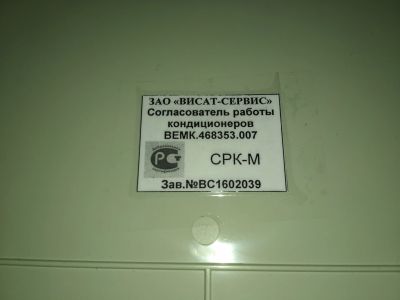 ЗАО «ВИСАТ-СЕРВИС»
Согласователь работы
кондиционеров
ВЕМК.468353.007
СРК-М
Зав.№ВС1602039